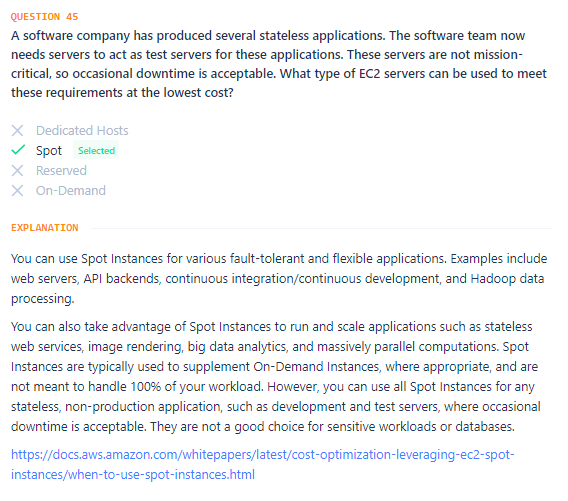 QUESTION 45
A software company has produced several stateless applications. The software team now
needs servers to act as test servers for these applications. These servers are not mission-
critical, so occasional downtime is acceptable. What type of EC2 servers can be used to meet
these requirements at the lowest cost?
Dedicated Hosts
Spot Selected
Reserved
On-Demand
EXPLANATION
You can use Spot Instances for various fault-tolerant and flexible applications. Examples include
web servers, API backends, continuous integration/continuous development, and Hadoop data
processing.
You can also take advantage of Spot Instances to run and scale applications such as stateless
web services, image rendering, big data analytics, and massively parallel computations. Spot
Instances are typically used to supplement On-Demand Instances, where appropriate, and are
not meant to handle 100% of your workload. However, you can use all Spot Instances for any
stateless, non-production application, such as development and test servers, where occasional
downtime is acceptable. They are not a good choice for sensitive workloads or databases.
https://docs.aws.amazon.com/whitepapers/latest/cost-optimization-leveraging-ec2-spot-
instances/when-to-use-spot-instances.html